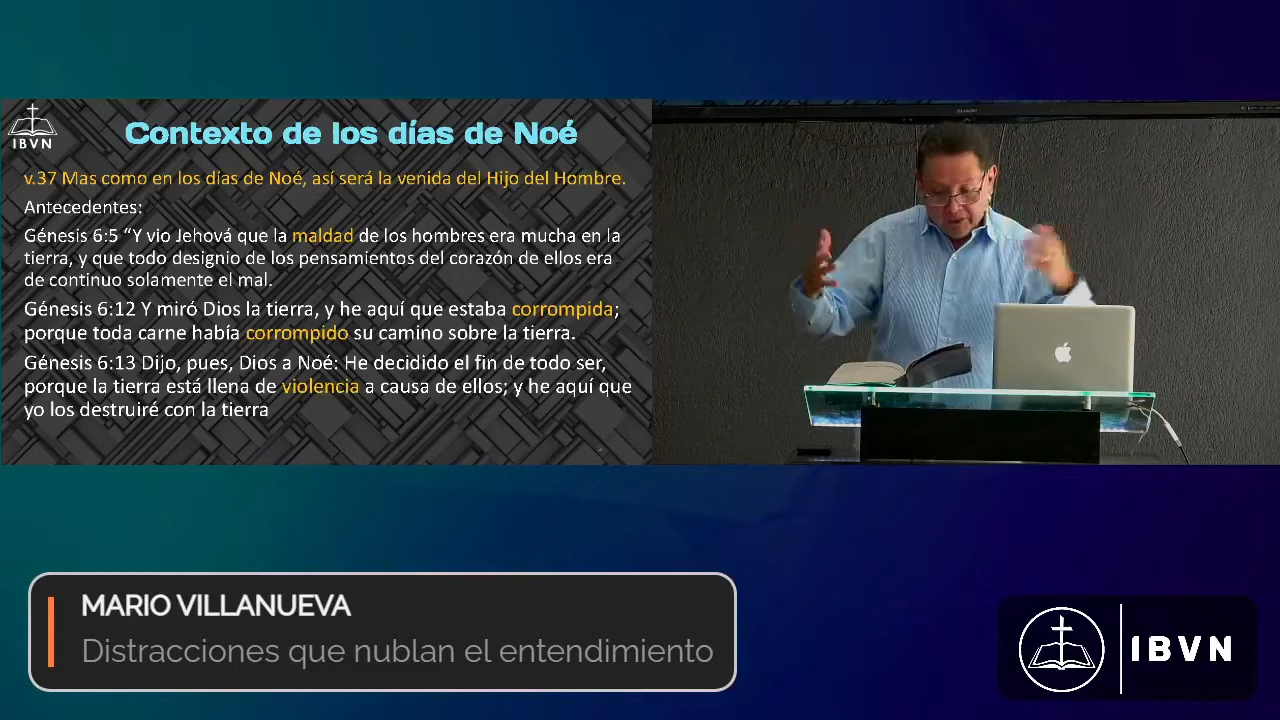 IBVN
Contexto de los días de Noé
v.37 Mas como en los días de Noé, así será la venida del Hijo del Hombre.
Antecedentes:
Génesis 6:5 “Y vio Jehová que la maldad de los hombres era mucha en la
tierra, y que todo designio de los pensamientos del corazón de ellos era
de continuo solamente el mal.
Génesis 6:12 Y miró Dios la tierra, y he aquí que estaba corrompida;
porque toda carne había corrompido su camino sobre la tierra.
Génesis 6:13 Dijo, pues, Dios a Noé: He decidido el fin de todo ser,
porque la tierra está llena de violencia a causa de ellos; y he aquí que
yo los destruiré con la tierra
MARIO VILLANUEVA
Distracciones que nublan el entendimiento
IBVN